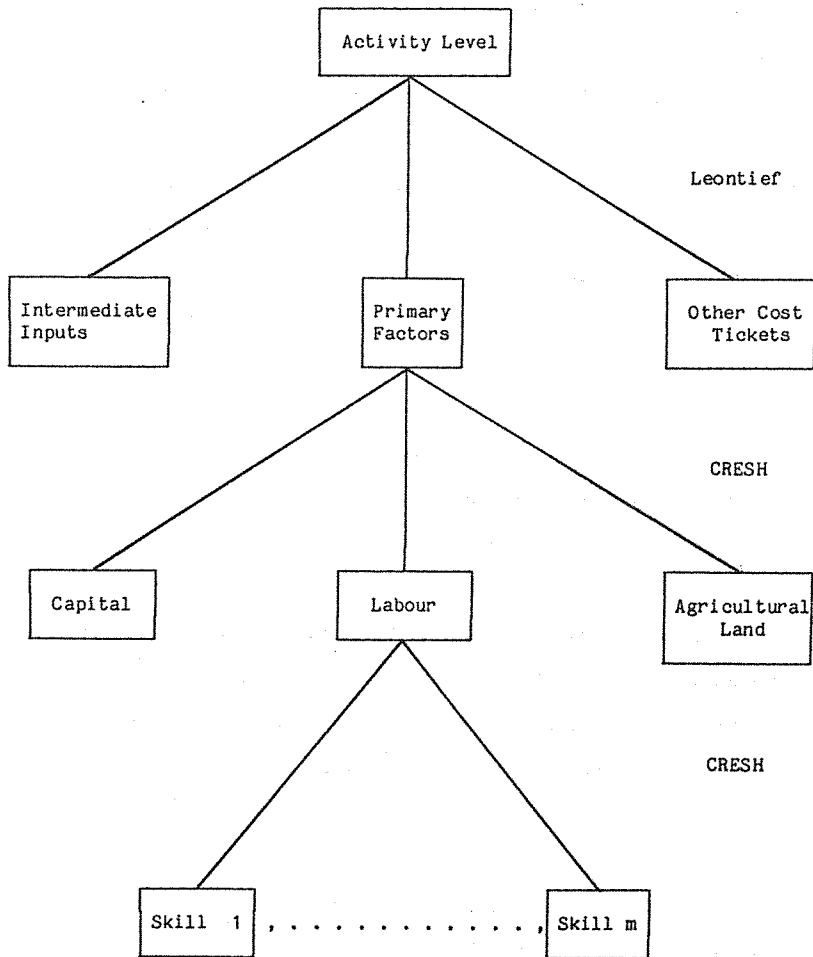 Activity Level
Leontief
Intermediate
Inputs
Primary
Factors
Other Cost
Tickets
CRESH
Capital
Labour
Agricultural
Land
CRESH
Skill 1 , . . . . . . . . . . . . . , Skill m